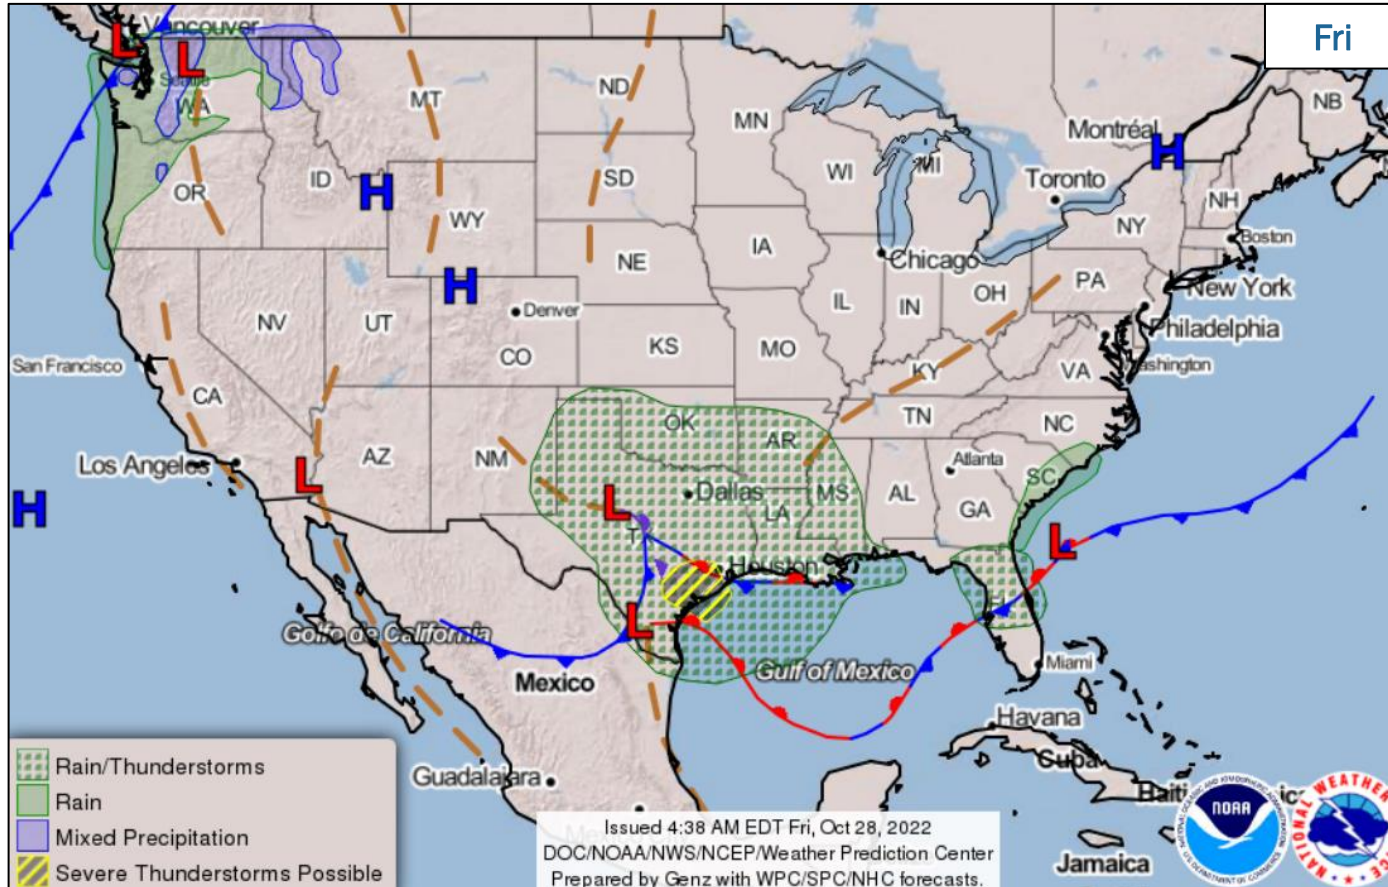 Fri
Vancouver
Seattle
WA
MT
ND
MN
Montréal
NB
OR
ID
SD
WI
MI
Toronto
NH
WY
NY
Boston
IA
NE
Chicago
PA
New York
IL
IN
OH
NV
UT
Denver
Philadelphia
CO
KS
MO
San Francisco
KY
VA
Washington
CA
TN
NC
OK
AR
Los Angeles
AZ
NM
Atlanta
SC
Dallas
MS
AL
GA
LA
Houston
FL
Golfo de California
Mexico
Gulf of Mexico
Miami
Havana
Cuba
Guadalajara
Jamaica
H
H
H
H
L
L
L
L
L
L
Rain/Thunderstorms
Rain
Mixed Precipitation
Severe Thunderstorms Possible
Issued 4:38 AM EDT Fri, Oct 28, 2022
DOC/NOAA/NWS/NCEP/Weather Prediction Center
Prepared by Genz with WPC/SPC/NHC forecasts.
NOAA
NATIONAL WEATHER